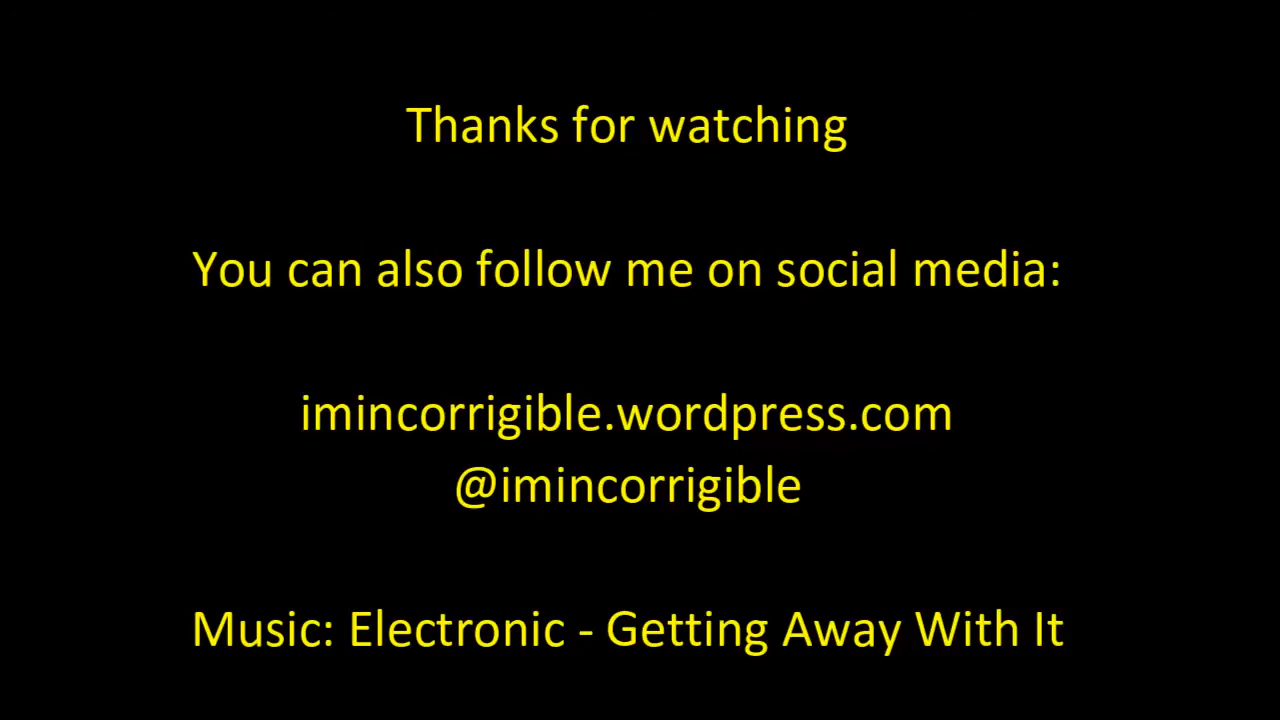 Thanks for watching
You can also follow me on social media:
imincorrigible.wordpress.com
@imincorrigible
Music: Electronic - Getting Away With It